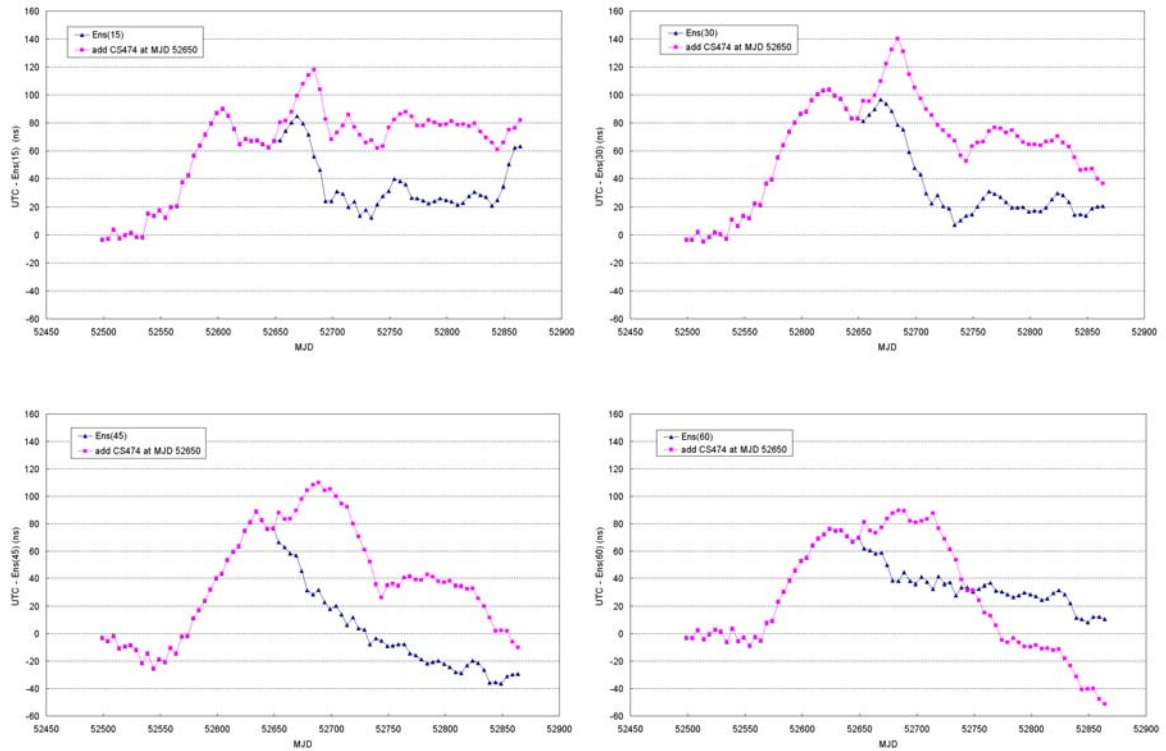 160
140
120
100
80
60
40
20
0
-20
-40
-60
UTC - Ens(15) (ns)
Ens(15)
add CS474 at MJD 52650
52450 52500 52550 52600 52650 52700 52750 52800 52850 52900
MJD
160
140
120
100
80
60
40
20
0
-20
-40
-60
UTC - Ens(30) (ns)
Ens(30)
add CS474 at MJD 52650
52450 52500 52550 52600 52650 52700 52750 52800 52850 52900
MJD
160
140
120
100
80
60
40
20
0
-20
-40
-60
UTC - Ens(45) (ns)
Ens(45)
add CS474 at MJD 52650
52450 52500 52550 52600 52650 52700 52750 52800 52850 52900
MJD
160
140
120
100
80
60
40
20
0
-20
-40
-60
UTC - Ens(60) (ns)
Ens(60)
add CS474 at MJD 52650
52450 52500 52550 52600 52650 52700 52750 52800 52850 52900
MJD